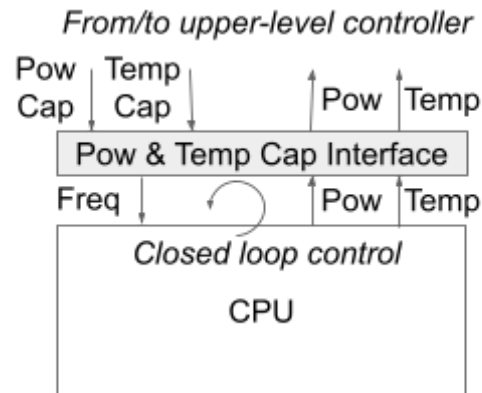 From/to upper-level controller
Pow Temp
Cap Cap Pow Temp
Pow & Temp Cap Interface
Freq Pow Temp
Closed loop control
CPU